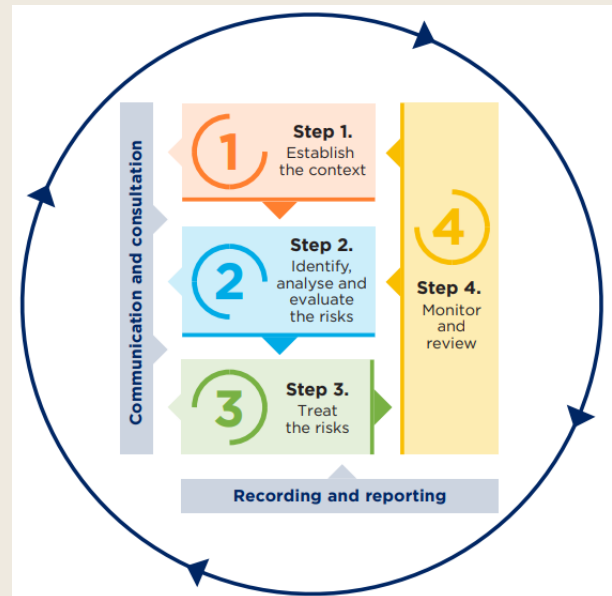 Communication and consultation
1
Step 1.
Establish
the context
2
Step 2.
Identify,
analyse and
evaluate
the risks
3
Step 3.
Treat
the risks
4
Step 4.
Monitor
and
review
Recording and reporting